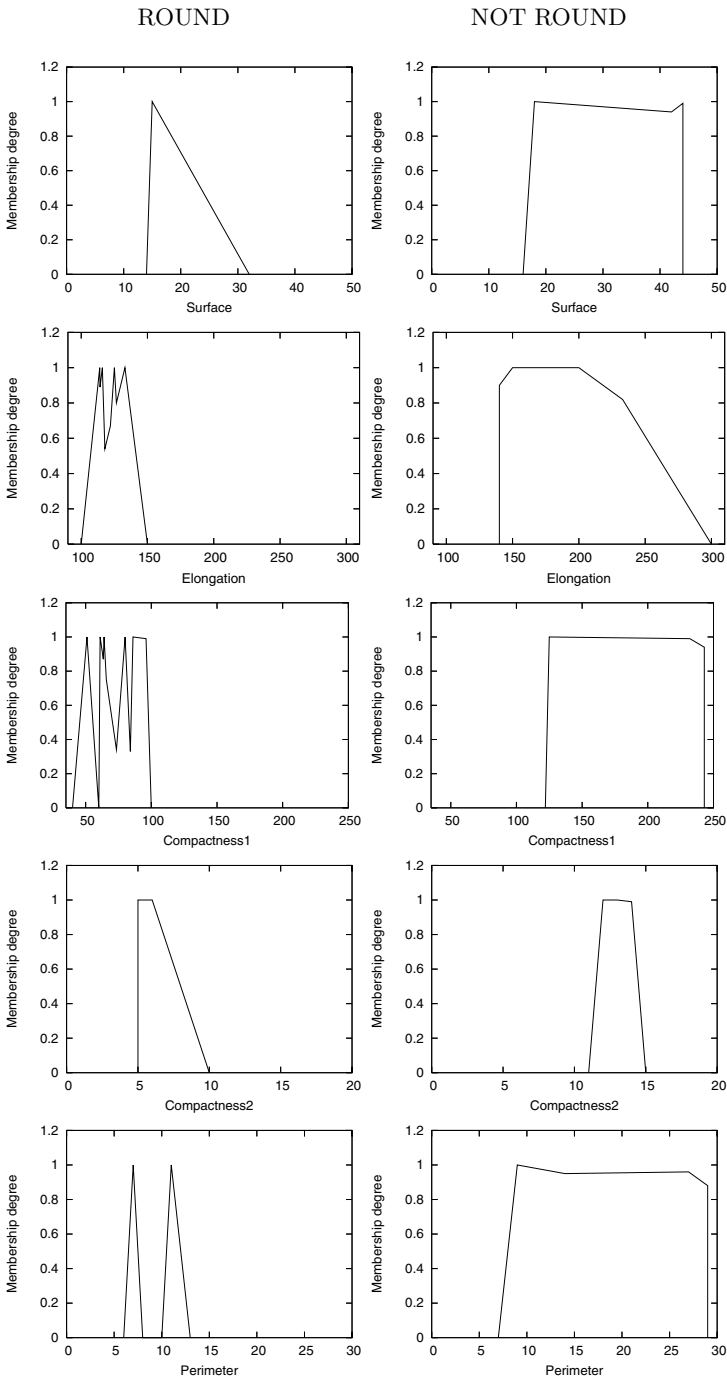 ROUND NOT ROUND
1.2 1.2
1 1
0.8 0.8
0.6 0.6
0.4 0.4
0.2 0.2
0 0
Membership degree Membership degree
0 10 20 30 40 50 0 10 20 30 40 50
Surface Surface
1.2 1.2
1 1
0.8 0.8
0.6 0.6
0.4 0.4
0.2 0.2
0 0
Membership degree Membership degree
100 150 200 250 300 100 150 200 250 300
Elongation Elongation
1.2 1.2
1 1
0.8 0.8
0.6 0.6
0.4 0.4
0.2 0.2
0 0
Membership degree Membership degree
50 100 150 200 250 50 100 150 200 250
Compactness1 Compactness1
1.2 1.2
1 1
0.8 0.8
0.6 0.6
0.4 0.4
0.2 0.2
0 0
Membership degree Membership degree
0 5 10 15 20 0 5 10 15 20
Compactness2 Compactness2
1.2 1.2
1 1
0.8 0.8
0.6 0.6
0.4 0.4
0.2 0.2
0 0
Membership degree Membership degree
0 5 10 15 20 25 30 0 5 10 15 20 25 30
Perimeter Perimeter